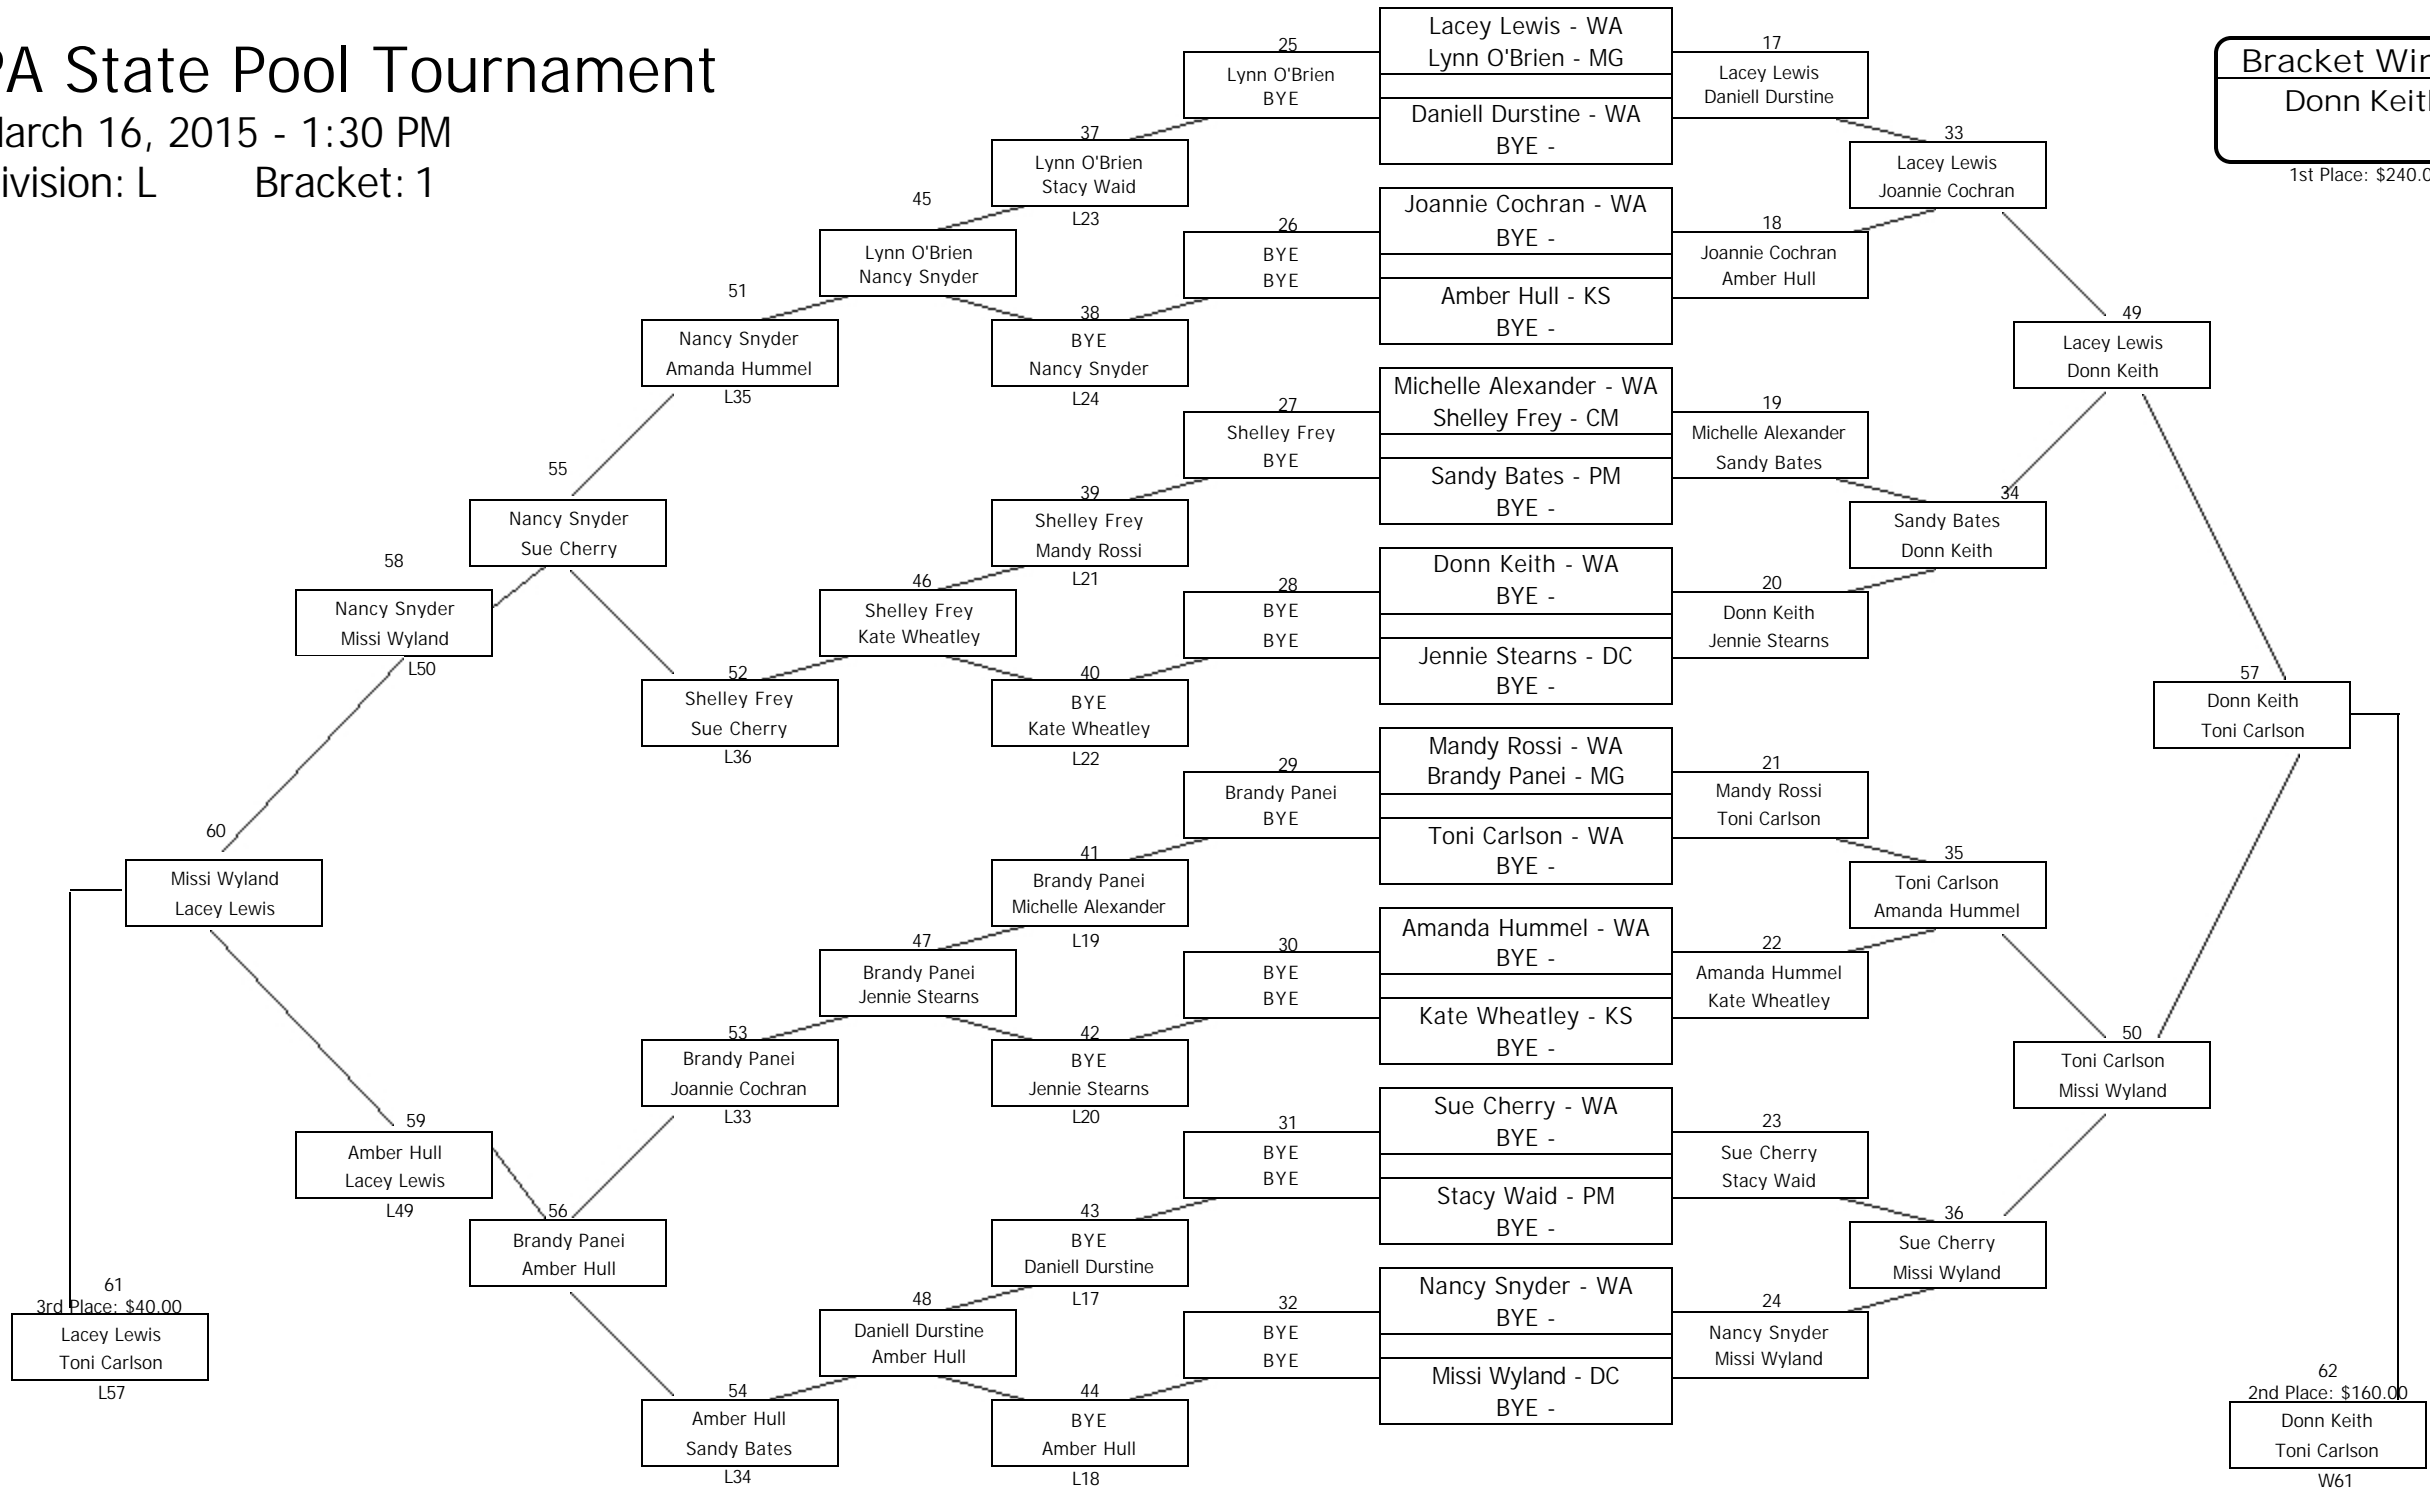 PA State Pool Tournament
March 16, 2015 - 1:30 PM
ivision: L Bracket: 1
Bracket Win
Donn Keith
1st Place: $240.0
Lacey Lewis - WA
Lynn O'Brien - MG
Daniell Durstine - WA
BYE -
Joannie Cochran - WA
BYE -
Amber Hull - KS
BYE -
Michelle Alexander - WA
Shelley Frey - CM
Sandy Bates - PM
BYE -
Donn Keith - WA
BYE -
Jennie Stearns - DC
BYE -
Mandy Rossi - WA
Brandy Panei - MG
Toni Carlson - WA
BYE -
Amanda Hummel - WA
BYE -
Kate Wheatley - KS
BYE -
Sue Cherry - WA
BYE -
Stacy Waid - PM
BYE -
Nancy Snyder - WA
BYE -
Missi Wyland - DC
BYE -
17
Lacey Lewis
Daniell Durstine
18
Joannie Cochran
Amber Hull
19
Michelle Alexander
Sandy Bates
20
Donn Keith
Jennie Stearns
21
Mandy Rossi
Toni Carlson
22
Amanda Hummel
Kate Wheatley
23
Sue Cherry
Stacy Waid
24
Nancy Snyder
Missi Wyland
25
Lynn O'Brien
BYE
26
BYE
BYE
27
Shelley Frey
BYE
28
BYE
BYE
29
Brandy Panei
BYE
30
BYE
BYE
31
BYE
BYE
32
BYE
BYE
33
Lacey Lewis
Joannie Cochran
34
Sandy Bates
Donn Keith
35
Toni Carlson
Amanda Hummel
36
Sue Cherry
Missi Wyland
37
Lynn O'Brien
Stacy Waid
L23
38
BYE
Nancy Snyder
L24
39
Shelley Frey
Mandy Rossi
L21
40
BYE
Kate Wheatley
L22
41
Brandy Panei
Michelle Alexander
L19
42
BYE
Jennie Stearns
L20
43
BYE
Daniell Durstine
L17
44
BYE
Amber Hull
L18
45
Lynn O'Brien
Nancy Snyder
46
Shelley Frey
Kate Wheatley
47
Brandy Panei
Jennie Stearns
48
Daniell Durstine
Amber Hull
49
Lacey Lewis
Donn Keith
50
Toni Carlson
Missi Wyland
51
Nancy Snyder
Amanda Hummel
L35
52
Shelley Frey
Sue Cherry
L36
53
Brandy Panei
Joannie Cochran
L33
54
Amber Hull
Sandy Bates
L34
55
Nancy Snyder
Sue Cherry
56
Brandy Panei
Amber Hull
57
Donn Keith
Toni Carlson
58
Nancy Snyder
Missi Wyland
L50
59
Amber Hull
Lacey Lewis
L49
60
Missi Wyland
Lacey Lewis
61
3rd Place: $40.00
Lacey Lewis
Toni Carlson
L57
62
2nd Place: $160.00
Donn Keith
Toni Carlson
W61